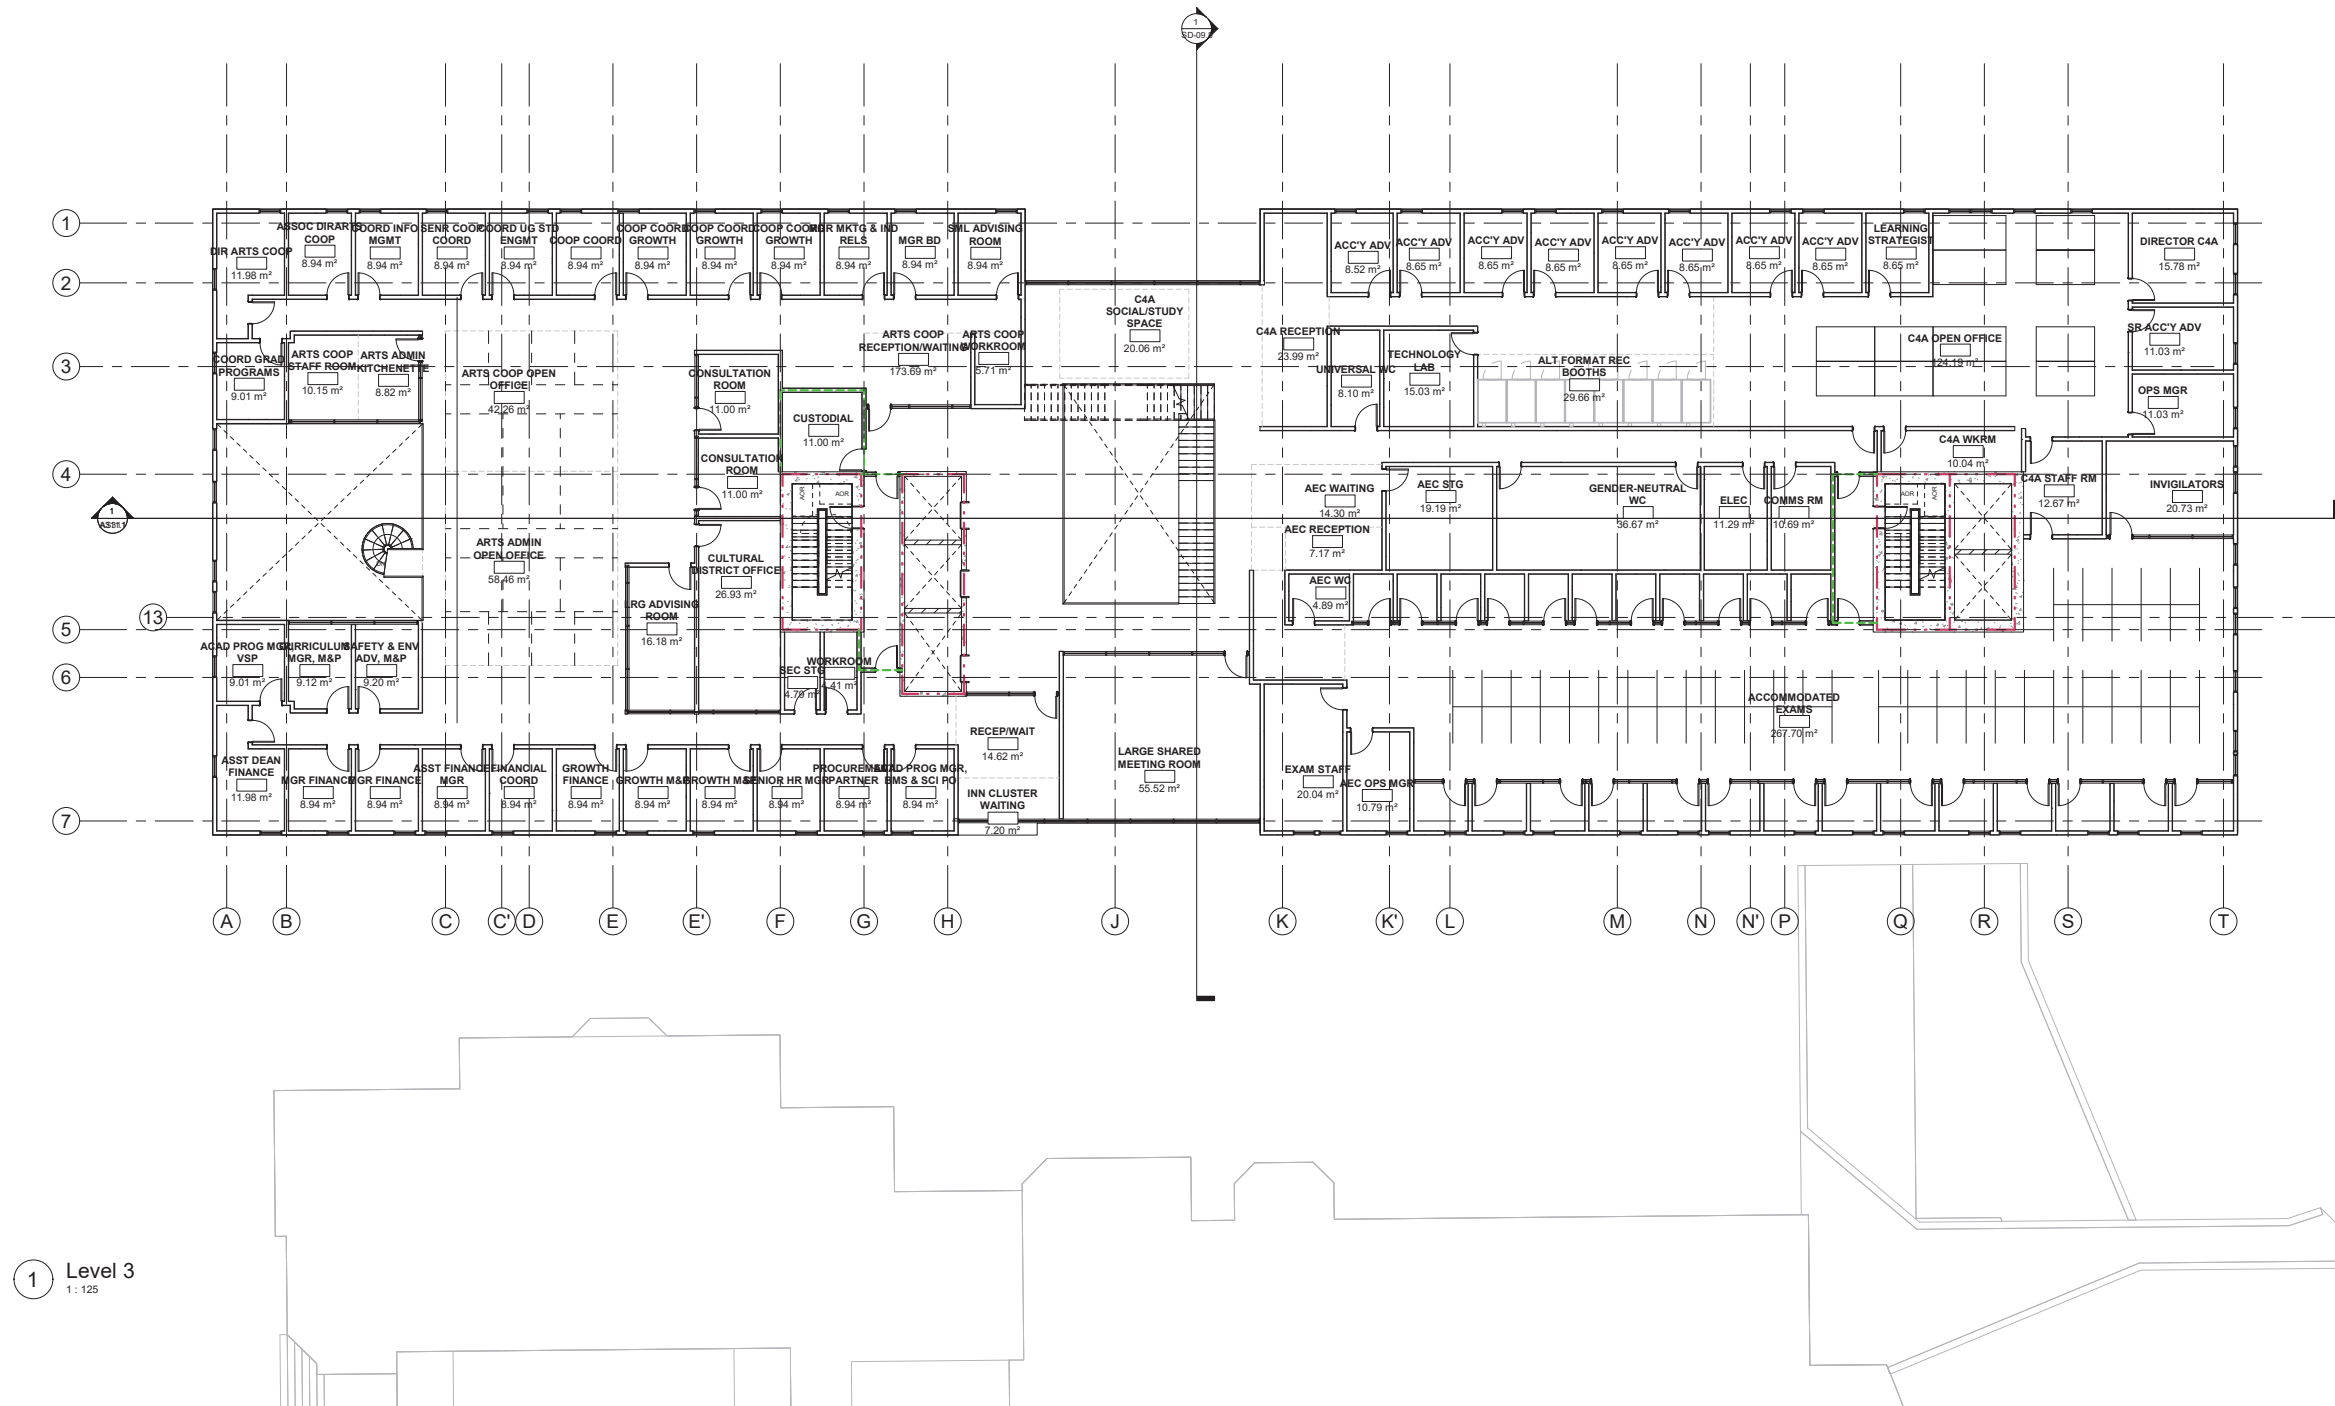 1
SD-09.
1
2
3
4
5
6
7
13
1
DIR ARTS COOP
11.98 m²
ASSOC DIR
COOP
8.94 m²
COORD INFO
MGMT
8.94 m²
SENR COOP
COORD
8.94 m²
COORD UG STD
ENGMT
8.94 m²
COOP COORD
8.94 m²
COOP COORD
GROWTH
8.94 m²
COOP COORD
GROWTH
8.94 m²
COOP COORD
GROWTH
8.94 m²
MGR MKTG & IND
RELS
8.94 m²
MGR BD
8.94 m²
SML ADVISING
ROOM
8.94 m²
ACC'Y ADV
8.52 m²
ACC'Y ADV
8.65 m²
ACC'Y ADV
8.65 m²
ACC'Y ADV
8.65 m²
ACC'Y ADV
8.65 m²
ACC'Y ADV
8.65 m²
ACC'Y ADV
8.65 m²
ACC'Y ADV
8.65 m²
LEARNING
STRATEGIST
8.65 m²
DIRECTOR C4A
15.78 m²
COORD GRAD
PROGRAMS
9.01 m²
ARTS COOP
STAFF ROOM
10.15 m²
ARTS ADMIN
KITCHENETTE
8.82 m²
ARTS COOP OPEN
OFFICE
42.26 m²
CONSULTATION
ROOM
11.00 m²
CUSTODIAL
11.00 m²
ARTS COOP
RECEPTION/WAITING
173.69 m²
ARTS COOP
WORKROOM
5.71 m²
C4A
SOCIAL/STUDY
SPACE
20.06 m²
C4A RECEPTION
23.99 m²
UNIVERSAL WC
8.10 m²
TECHNOLOGY
LAB
15.03 m²
ALT FORMAT REC
BOOTHS
29.66 m²
C4A OPEN OFFICE
124.19 m²
SR ACC'Y ADV
11.03 m²
OPS MGR
11.03 m²
C4A WKRM
10.04 m²
C4A STAFF RM
12.67 m²
INVIGILATORS
20.73 m²
CONSULTATION
ROOM
11.00 m²
AOR
AOR
AEC WAITING
14.30 m²
AEC STG
19.19 m²
GENDER-NEUTRAL
WC
36.67 m²
ELEC
11.29 m²
COMMS RM
10.69 m²
AOR
AOR
AEC RECEPTION
7.17 m²
AEC WC
4.89 m²
ARTS ADMIN
OPEN OFFICE
58.46 m²
CULTURAL
DISTRICT OFFICE
26.93 m²
LRG ADVISING
ROOM
16.18 m²
ACAD PROG MGR,
VSP
9.01 m²
CURRICULUM
MGR, M&P
9.12 m²
SAFETY & ENV
ADV, M&P
9.20 m²
SEC STG
4.79 m²
WORKROOM
4.41 m²
ACCOMMODATED
EXAMS
267.70 m²
RECEP/WAIT
14.62 m²
LARGE SHARED
MEETING ROOM
55.52 m²
INN CLUSTER
WAITING
7.20 m²
EXAM STAFF
20.04 m²
AEC OPS MGR
10.79 m²
ASST DEAN
FINANCE
11.98 m²
MGR FINANCE
8.94 m²
MGR FINANCE
8.94 m²
ASST FINANCE
MGR
8.94 m²
FINANCIAL
COORD
8.94 m²
GROWTH
FINANCE
8.94 m²
GROWTH M&P
8.94 m²
GROWTH M&P
8.94 m²
SENIOR HR MGR
8.94 m²
PROCUREMENT
PARTNER
8.94 m²
ACAD PROG MGR,
BMS & SCI PO
8.94 m²
A
B
C
C'
D
E
E'
F
G
H
J
K
K'
L
M
N
N'
P
Q
R
S
T
1
Level 3
1 : 125